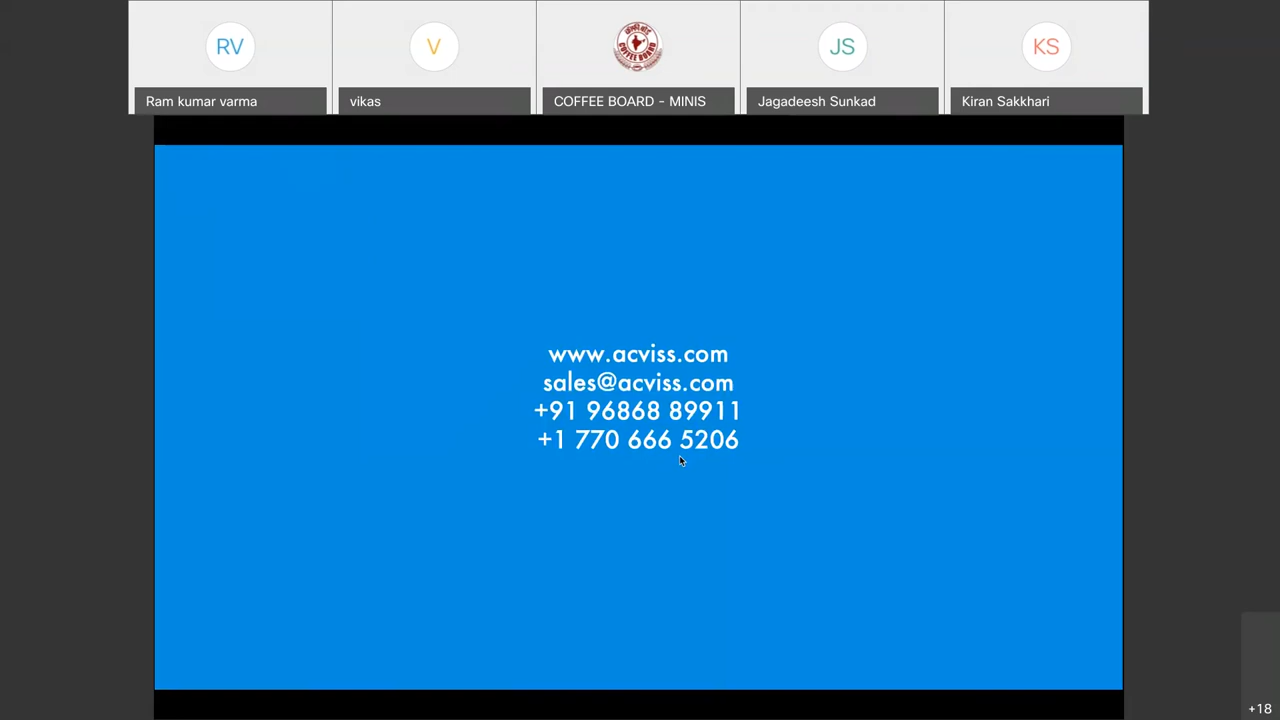 RV
V
JS
KS
Ram kumar varma
vikas
COFFEE BOARD - MINIS
Jagadeesh Sunkad
Kiran Sakkhari
www.acviss.com
sales@acviss.com
+91 96868 89911
+1 770 666 5206
+18